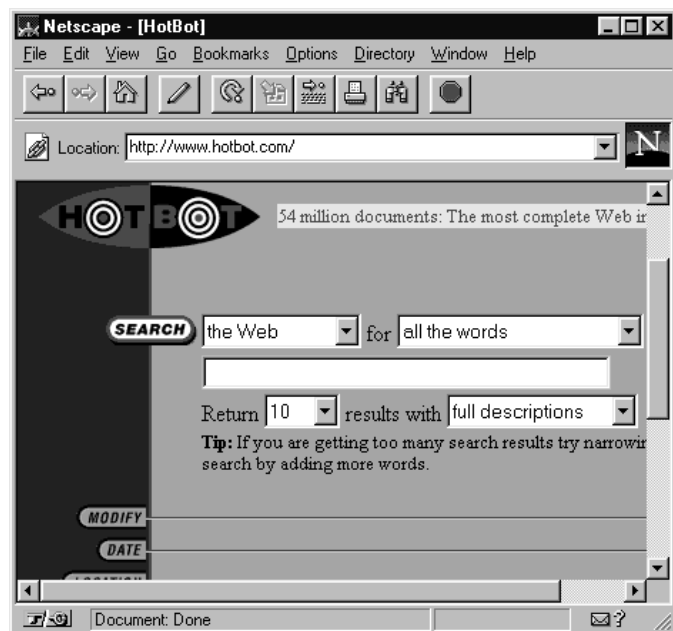 Netscape - [HotBot]
File Edit View Go Bookmarks Options Directory Window Help
Location: http://www.hotbot.com/
N
HOTBOT
54 million documents: The most complete Web in
SEARCH the Web for all the words
Return 10 results with full descriptions
Tip: If you are getting too many search results try narrowin
search by adding more words.
MODIFY
DATE
LOCATION
Document: Done
?